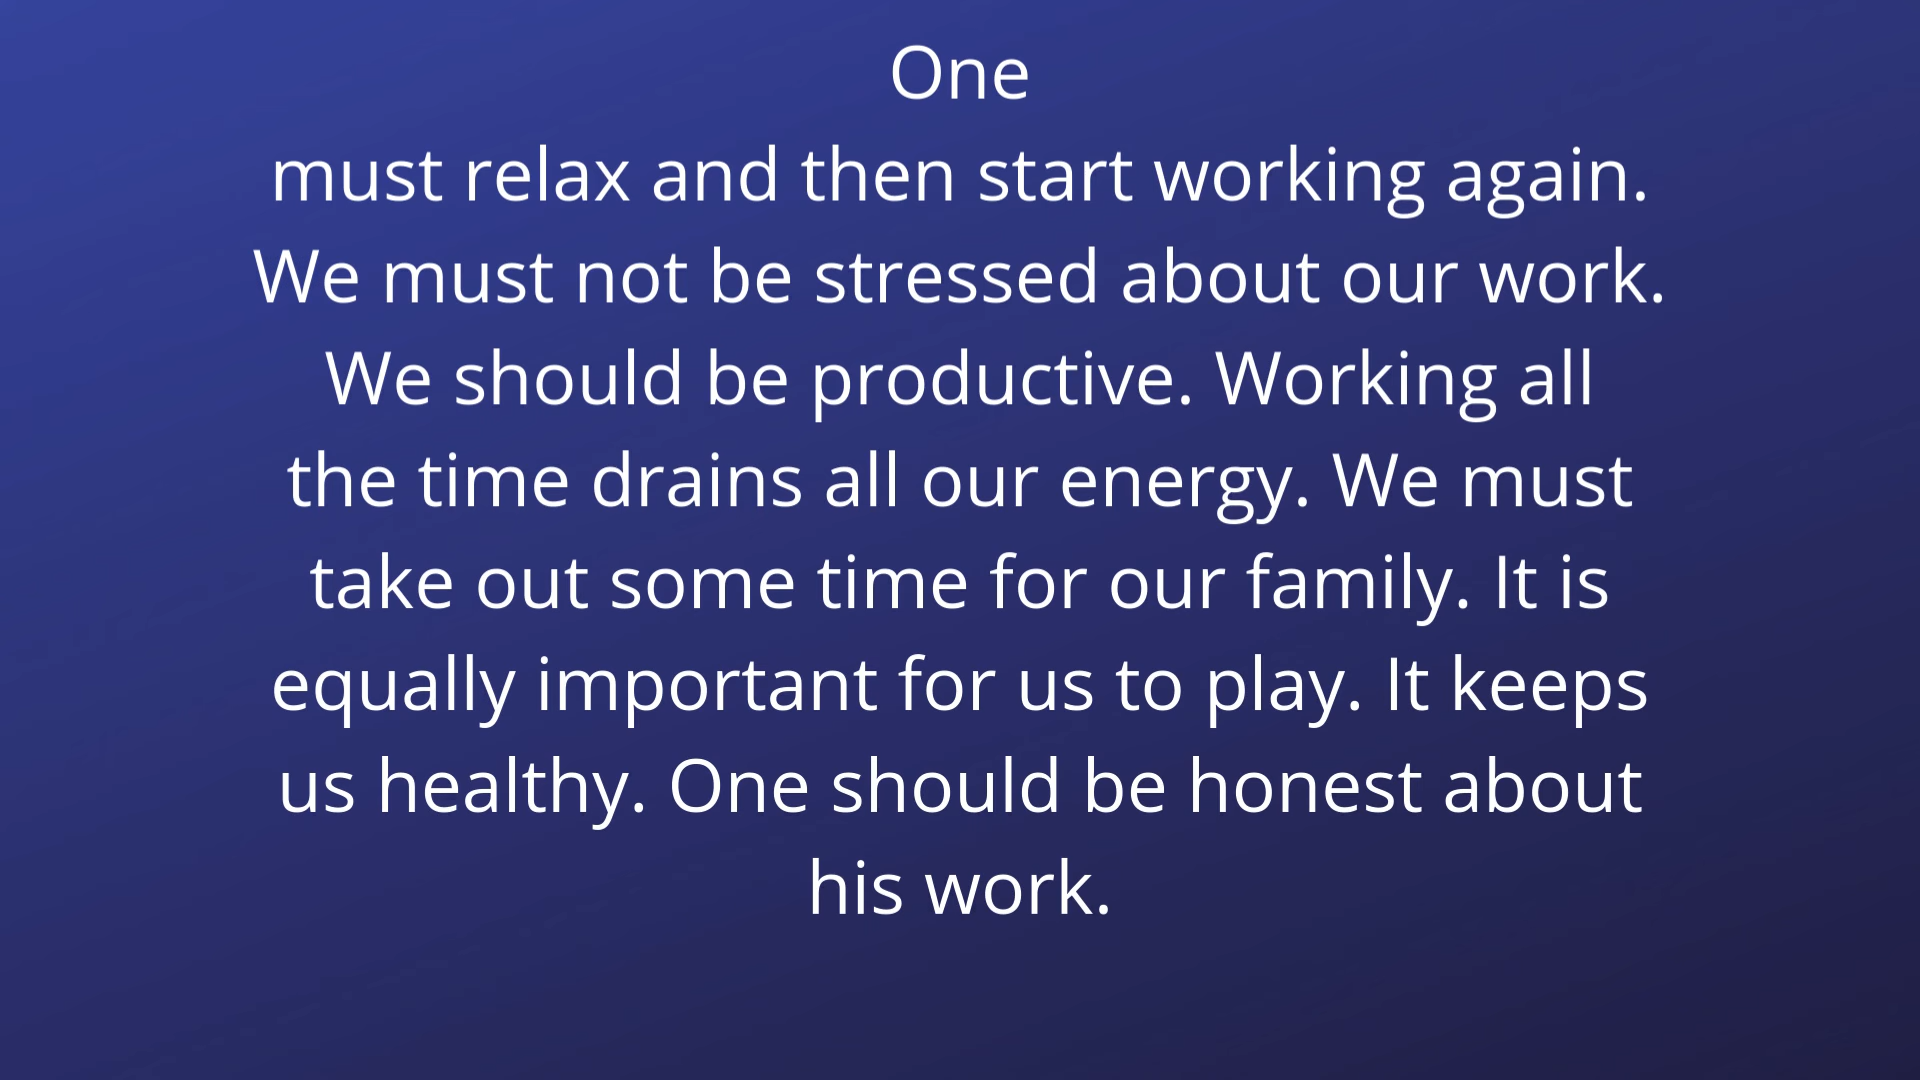 One
must relax and then start working again.
We must not be stressed about our work.
We should be productive. Working all
the time drains all our energy. We must
take out some time for our family. It is
equally important for us to play. It keeps
us healthy. One should be honest about
his work.